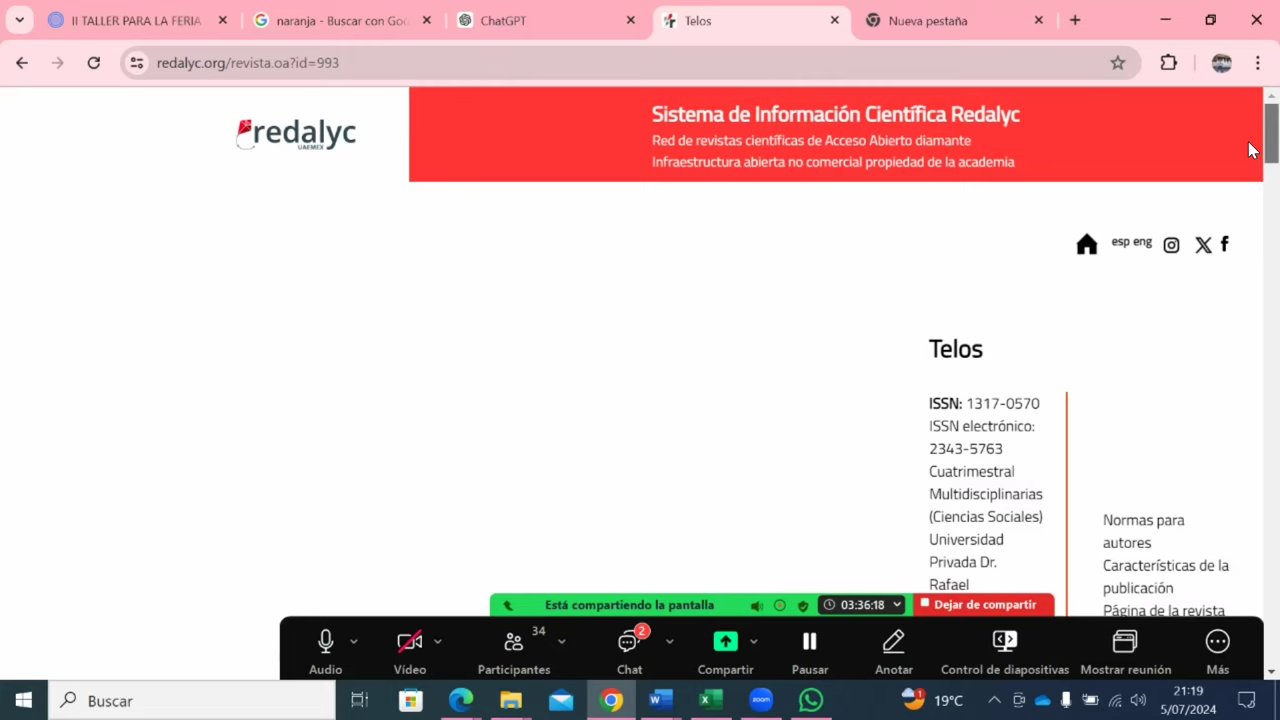 II TALLER PARA LA FERIA
naranja - Buscar con Goo
ChatGPT
Telos
Nueva pestaña
redalyc.org/revista.oa?id=993
redalyc
UAEMEX
Sistema de Información Científica Redalyc
Red de revistas científicas de Acceso Abierto diamante
Infraestructura abierta no comercial propiedad de la academia
esp eng
Telos
ISSN: 1317-0570
ISSN electrónico:
2343-5763
Cuatrimestral
Multidisciplinarias
(Ciencias Sociales)
Universidad
Privada Dr.
Rafael
Normas para
autores
Características de la
publicación
Página de la revista
Está compartiendo la pantalla
03:36:18
Dejar de compartir
Audio
Vídeo
34
Participantes
2
Chat
Compartir
Pausar
Anotar
Control de diapositivas
Mostrar reunión
Más
Buscar
zoom
1
19°C
21:19
5/07/2024